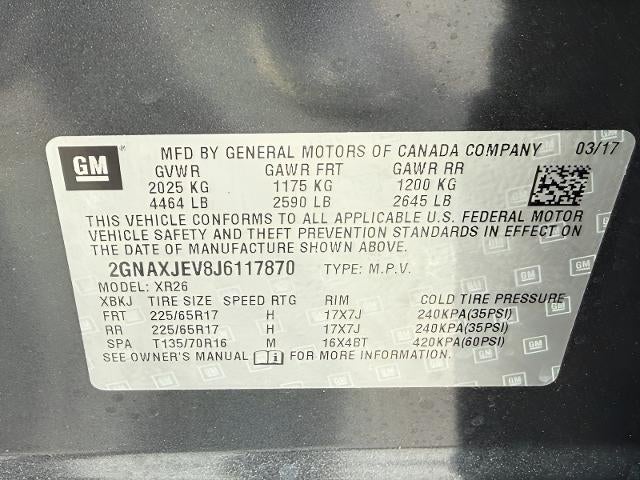 GM
MFD BY GENERAL MOTORS OF CANADA COMPANY 03/17
GVWR GAWR FRT GAWR RR
2025 KG 1175 KG 1200 KG
4464 LB 2590 LB 2645 LB
THIS VEHICLE CONFORMS TO ALL APPLICABLE U.S. FEDERAL MOTOR
VEHICLE SAFETY AND THEFT PREVENTION STANDARDS IN EFFECT ON
THE DATE OF MANUFACTURE SHOWN ABOVE.
2GNAXJEV8J6117870 TYPE: M.P.V.
MODEL: XR26
XBKJ TIRE SIZE SPEED RTG RIM COLD TIRE PRESSURE
FRT 225/65R17 H 17X7J 240KPA(35PSI)
RR 225/65R17 H 17X7J 240KPA(35PSI)
SPA T135/70R16 M 16X4BT 420KPA(60PSI)
SEE OWNER'S MANUAL FOR MORE INFORMATION.